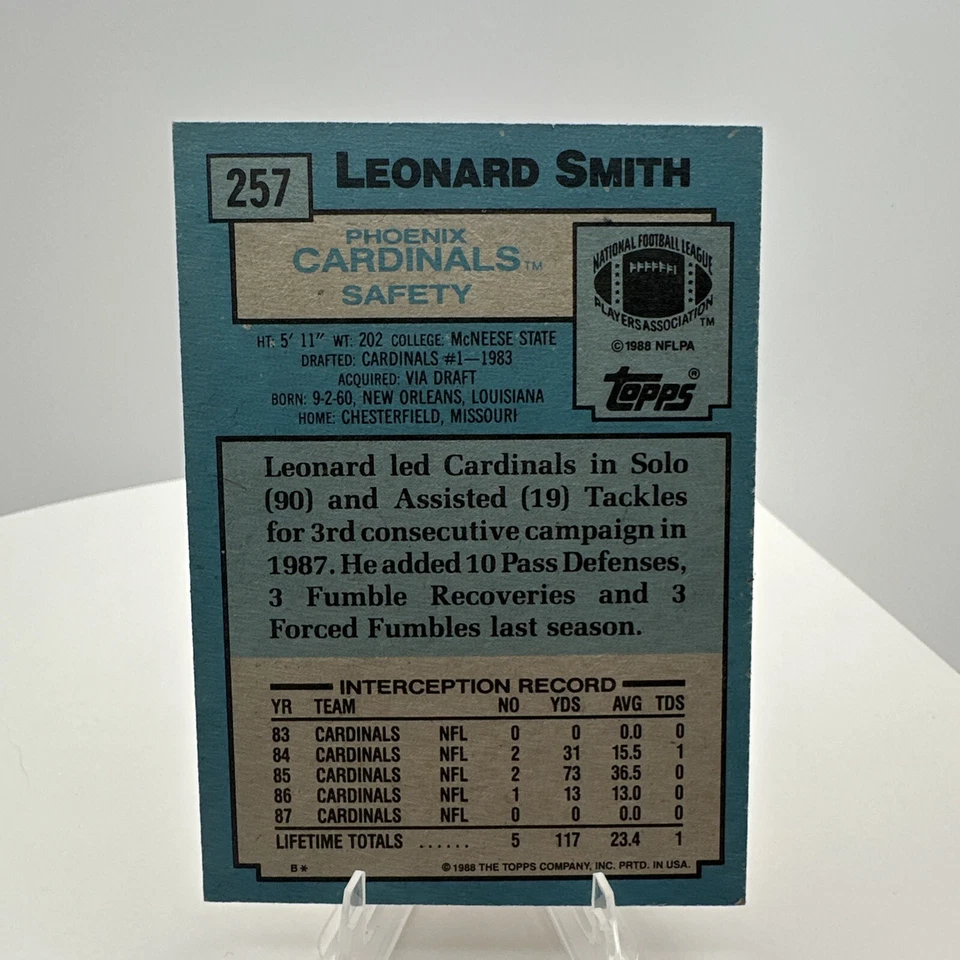 257
LEONARD SMITH
PHOENIX
CARDINALS™
SAFETY
NATIONAL FOOTBALL LEAGUE
PLAYERS ASSOCIATION™
©1988 NFLPA
topps®
HT: 5' 11" WT: 202 COLLEGE: McNEESE STATE
DRAFTED: CARDINALS #1—1983
ACQUIRED: VIA DRAFT
BORN: 9-2-60, NEW ORLEANS, LOUISIANA
HOME: CHESTERFIELD, MISSOURI
Leonard led Cardinals in Solo
(90) and Assisted (19) Tackles
for 3rd consecutive campaign in
1987. He added 10 Pass Defenses,
3 Fumble Recoveries and 3
Forced Fumbles last season.
INTERCEPTION RECORD
YR TEAM NO YDS AVG TDS
83 CARDINALS NFL 0 0 0.0 0
84 CARDINALS NFL 2 31 15.5 1
85 CARDINALS NFL 2 73 36.5 0
86 CARDINALS NFL 1 13 13.0 0
87 CARDINALS NFL 0 0 0.0 0
LIFETIME TOTALS ...... 5 117 23.4 1
B* ©1988 THE TOPPS COMPANY, INC. PRTD. IN USA.